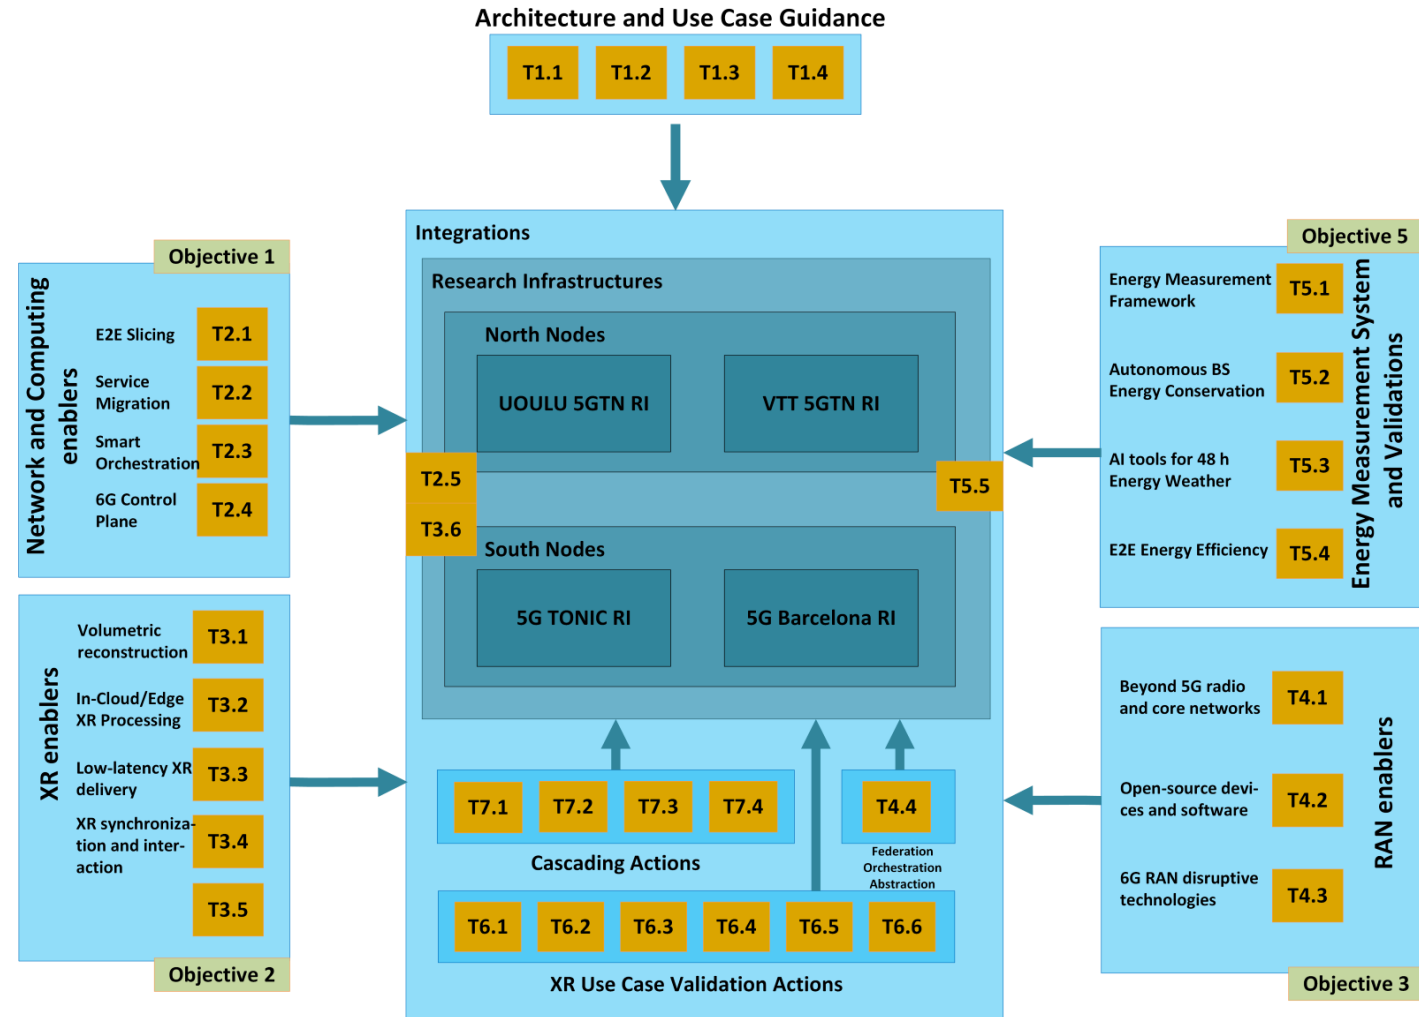 Architecture and Use Case Guidance
T1.1
T1.2
T1.3
T1.4
Objective 1
Network and Computing
enablers
E2E Slicing
T2.1
Service
Migration
T2.2
Smart
Orchestration
T2.3
6G Control
Plane
T2.4
XR enablers
Volumetric
reconstruction
T3.1
In-Cloud/Edge
XR Processing
T3.2
Low-latency XR
delivery
T3.3
XR synchroniza-
tion and inter-
action
T3.4
T3.5
Objective 2
Integrations
Research Infrastructures
North Nodes
UOULU 5GTN RI
VTT 5GTN RI
T2.5
T3.6
T5.5
South Nodes
5G TONIC RI
5G Barcelona RI
T7.1
T7.2
T7.3
T7.4
Cascading Actions
T4.4
Federation
Orchestration
Abstraction
T6.1
T6.2
T6.3
T6.4
T6.5
T6.6
XR Use Case Validation Actions
Objective 5
Energy Measurement
Framework
T5.1
Autonomous BS
Energy Conservation
T5.2
AI tools for 48 h
Energy Weather
T5.3
E2E Energy Efficiency
T5.4
Energy Measurement System
and Validations
Beyond 5G radio
and core networks
T4.1
Open-source devi-
ces and software
T4.2
6G RAN disruptive
technologies
T4.3
RAN enablers
Objective 3